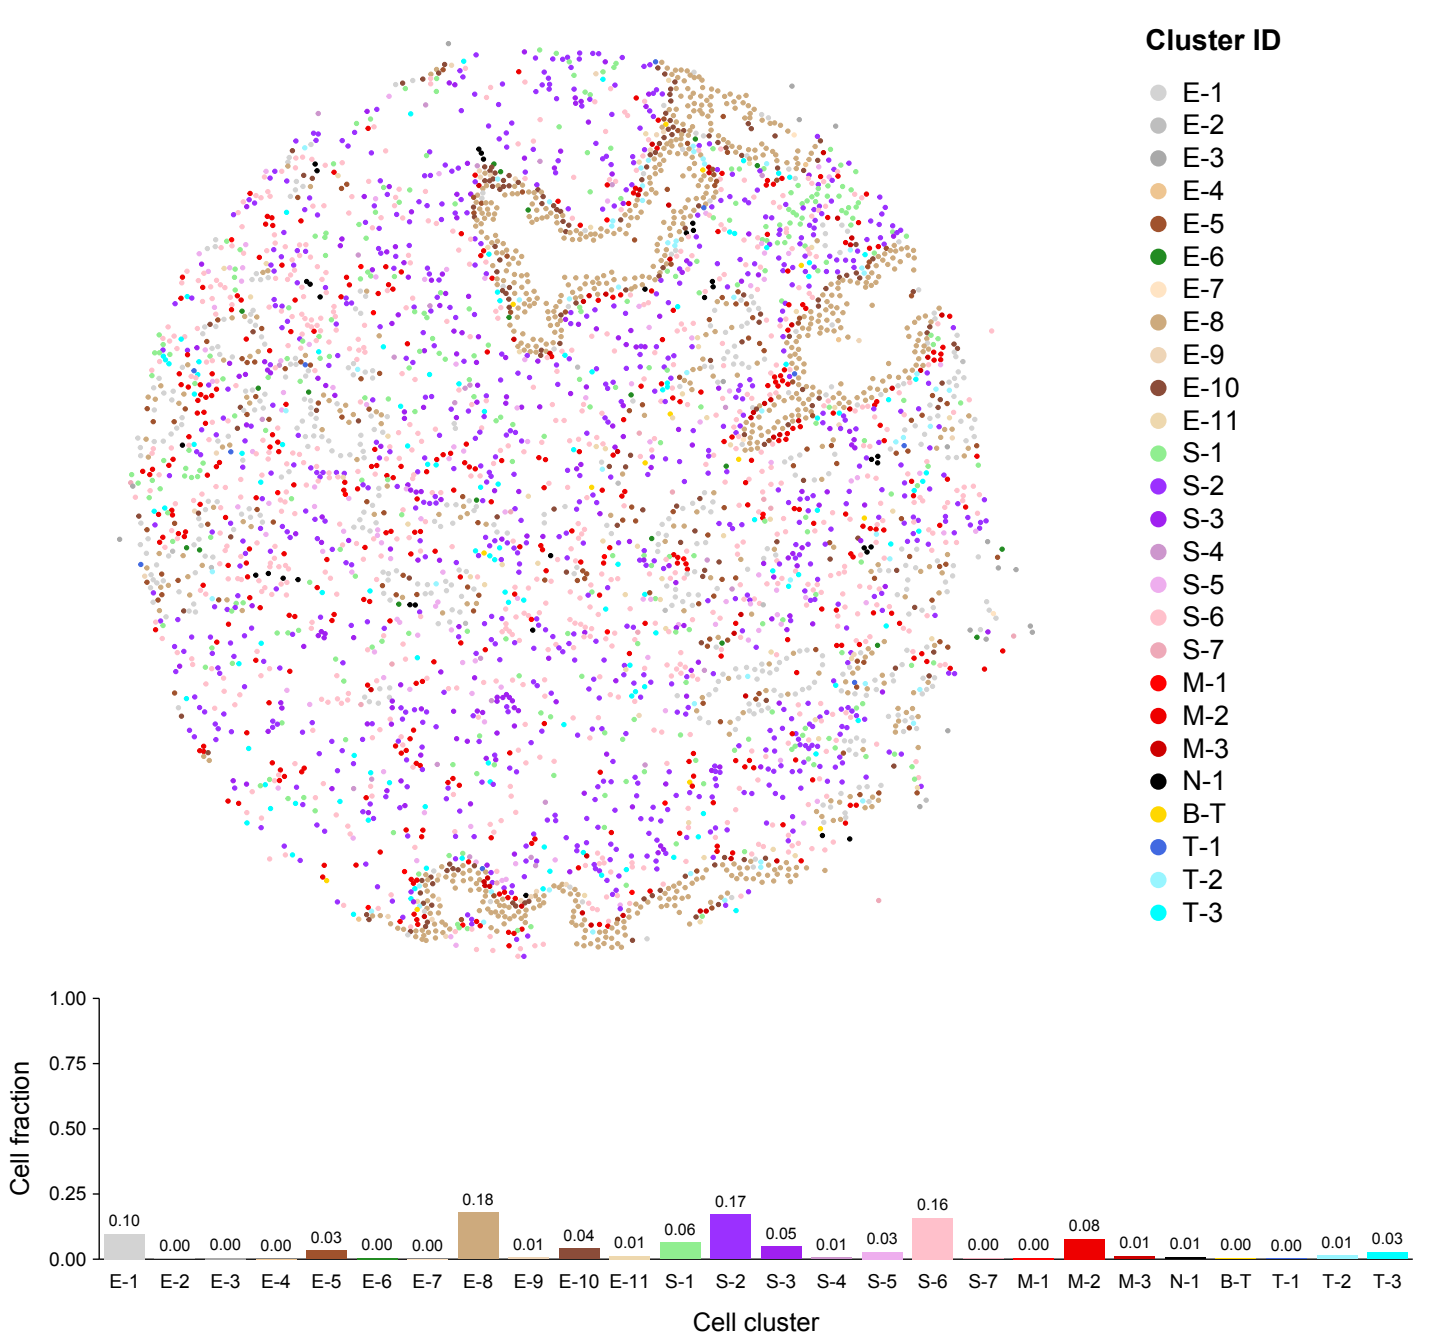 Cluster ID
E-1
E-2
E-3
E-4
E-5
E-6
E-7
E-8
E-9
E-10
E-11
S-1
S-2
S-3
S-4
S-5
S-6
S-7
M-1
M-2
M-3
N-1
B-T
T-1
T-2
T-3
Cell fraction
1.00
0.75
0.50
0.25
0.00
0.10 0.00 0.00 0.00 0.03 0.00 0.00 0.18 0.01 0.04 0.01 0.06 0.17 0.05 0.01 0.03 0.16 0.00 0.00 0.08 0.01 0.01 0.00 0.00 0.01 0.03
E-1 E-2 E-3 E-4 E-5 E-6 E-7 E-8 E-9 E-10 E-11 S-1 S-2 S-3 S-4 S-5 S-6 S-7 M-1 M-2 M-3 N-1 B-T T-1 T-2 T-3
Cell cluster